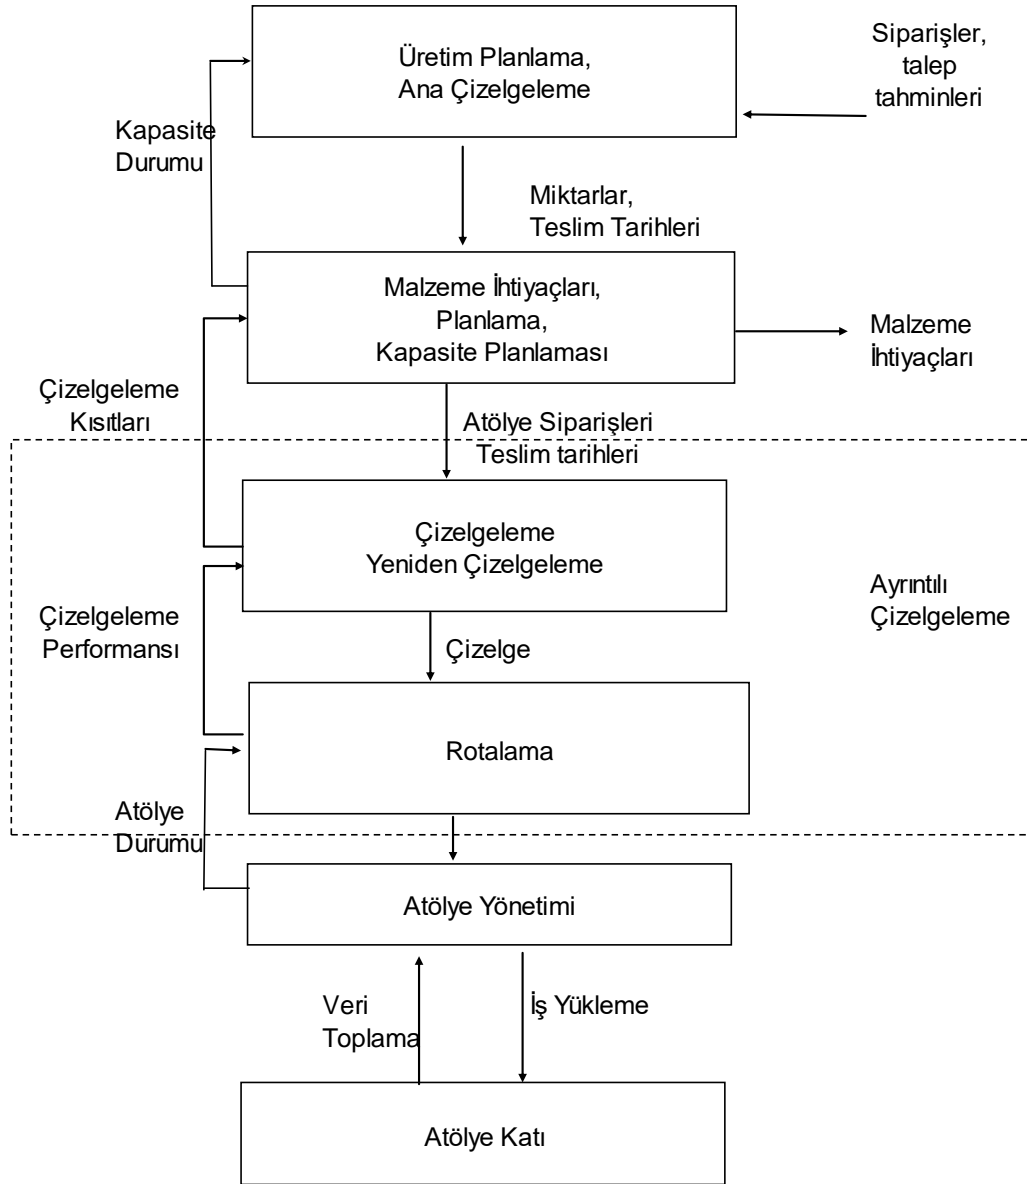 Üretim Planlama,
Ana Çizelgeleme
Siparişler,
talep
tahminleri
Kapasite
Durumu
Miktarlar,
Teslim Tarihleri
Malzeme İhtiyaçları,
Planlama,
Kapasite Planlaması
Malzeme
İhtiyaçları
Çizelgeleme
Kısıtları
Atölye Siparişleri
Teslim tarihleri
Çizelgeleme
Yeniden Çizelgeleme
Ayrıntılı
Çizelgeleme
Çizelgeleme
Performansı
Çizelge
Rotalama
Atölye
Durumu
Atölye Yönetimi
Veri
Toplama
İş Yükleme
Atölye Katı